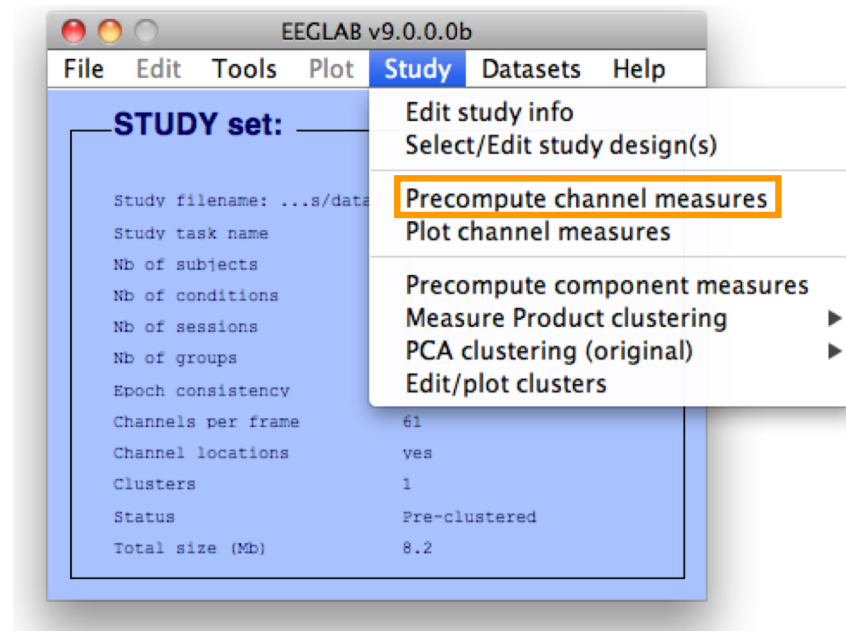 EEGLAB v9.0.0.0b
File Edit Tools Plot Study Datasets Help
STUDY set:
Edit study info
Select/Edit study design(s)
Precompute channel measures
Plot channel measures
Precompute component measures
Measure Product clustering
PCA clustering (original)
Edit/plot clusters
Study filename: ...s/data
Study task name
Nb of subjects
Nb of conditions
Nb of sessions
Nb of groups
Epoch consistency
Channels per frame 61
Channel locations yes
Clusters 1
Status Pre-clustered
Total size (Mb) 8.2